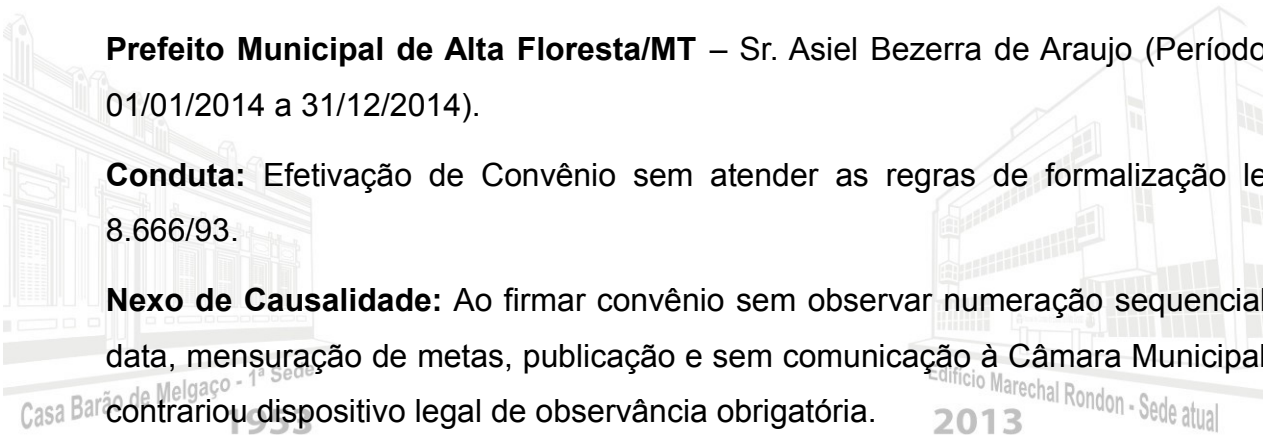 Prefeito Municipal de Alta Floresta/MT – Sr. Asiel Bezerra de Araujo (Período
01/01/2014 a 31/12/2014).
Conduta: Efetivação de Convênio sem atender as regras de formalização le
8.666/93.
Nexo de Causalidade: Ao firmar convênio sem observar numeração sequencial
data, mensuração de metas, publicação e sem comunicação à Câmara Municipal
contrariou dispositivo legal de observância obrigatória.
Casa Barão de Melgaço - 1ª Sede
1953
Edifício Marechal Rondon - Sede atual
2013